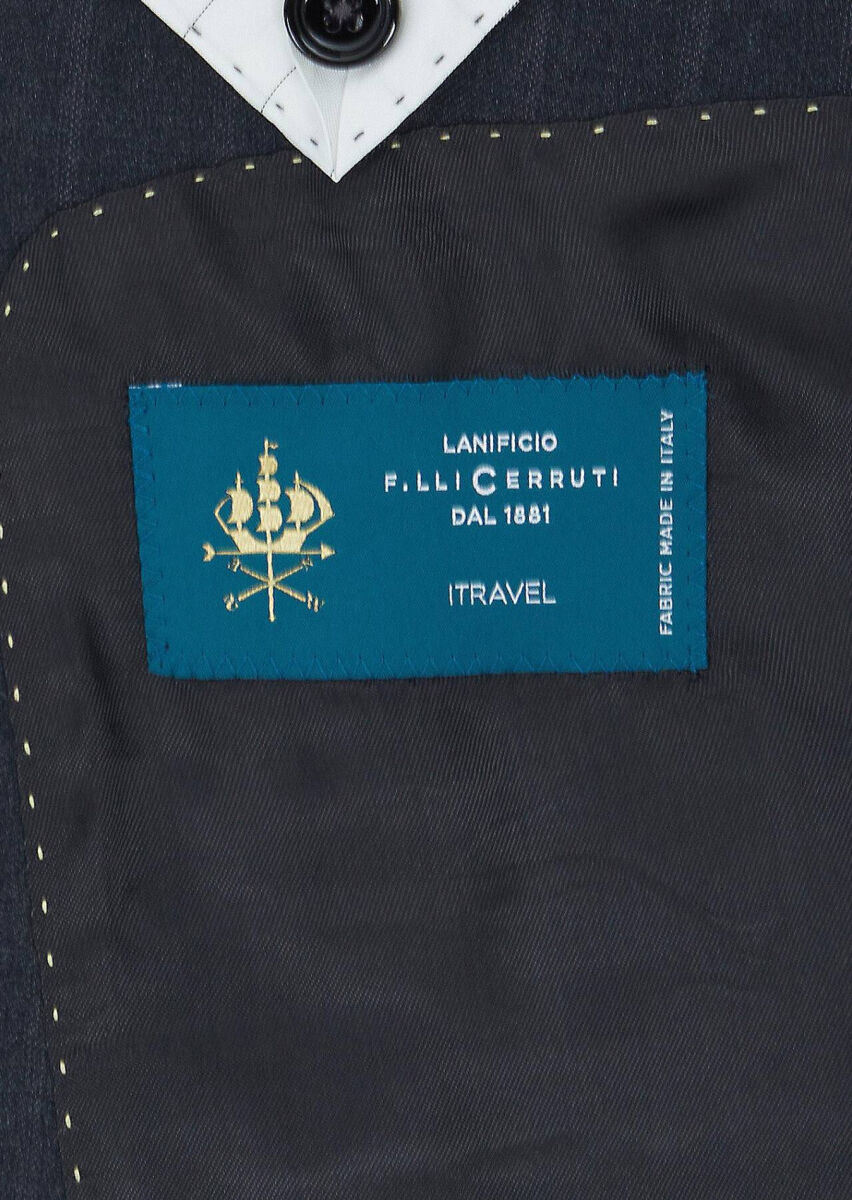 LANIFICIO
F.LLI CERRUTI
DAL 1881
ITRAVEL
FABRIC MADE IN ITALY